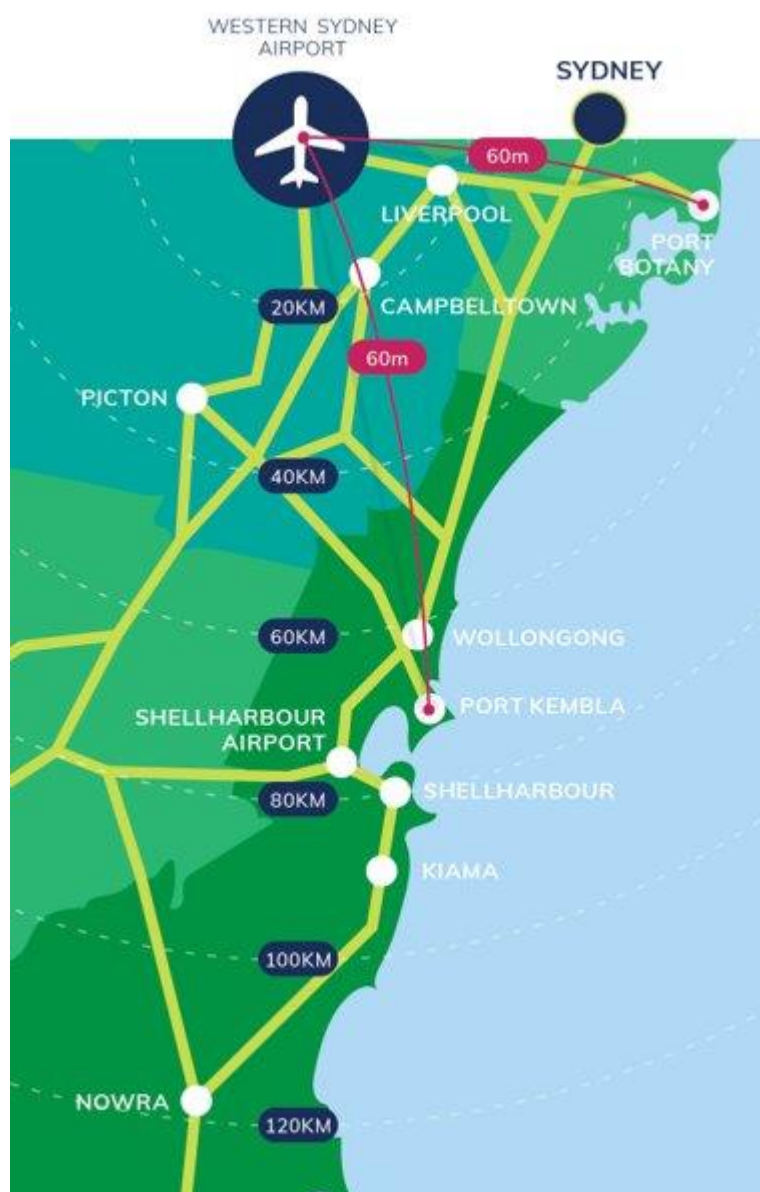 WESTERN SYDNEY
AIRPORT
SYDNEY
60m
LIVERPOOL
PORT
BOTANY
20KM
CAMPBELLTOWN
60m
PICTON
40KM
60KM
WOLLONGONG
SHELLHARBOUR
AIRPORT
PORT KEMBLA
80KM
SHELLHARBOUR
KIAMA
100KM
NOWRA
120KM